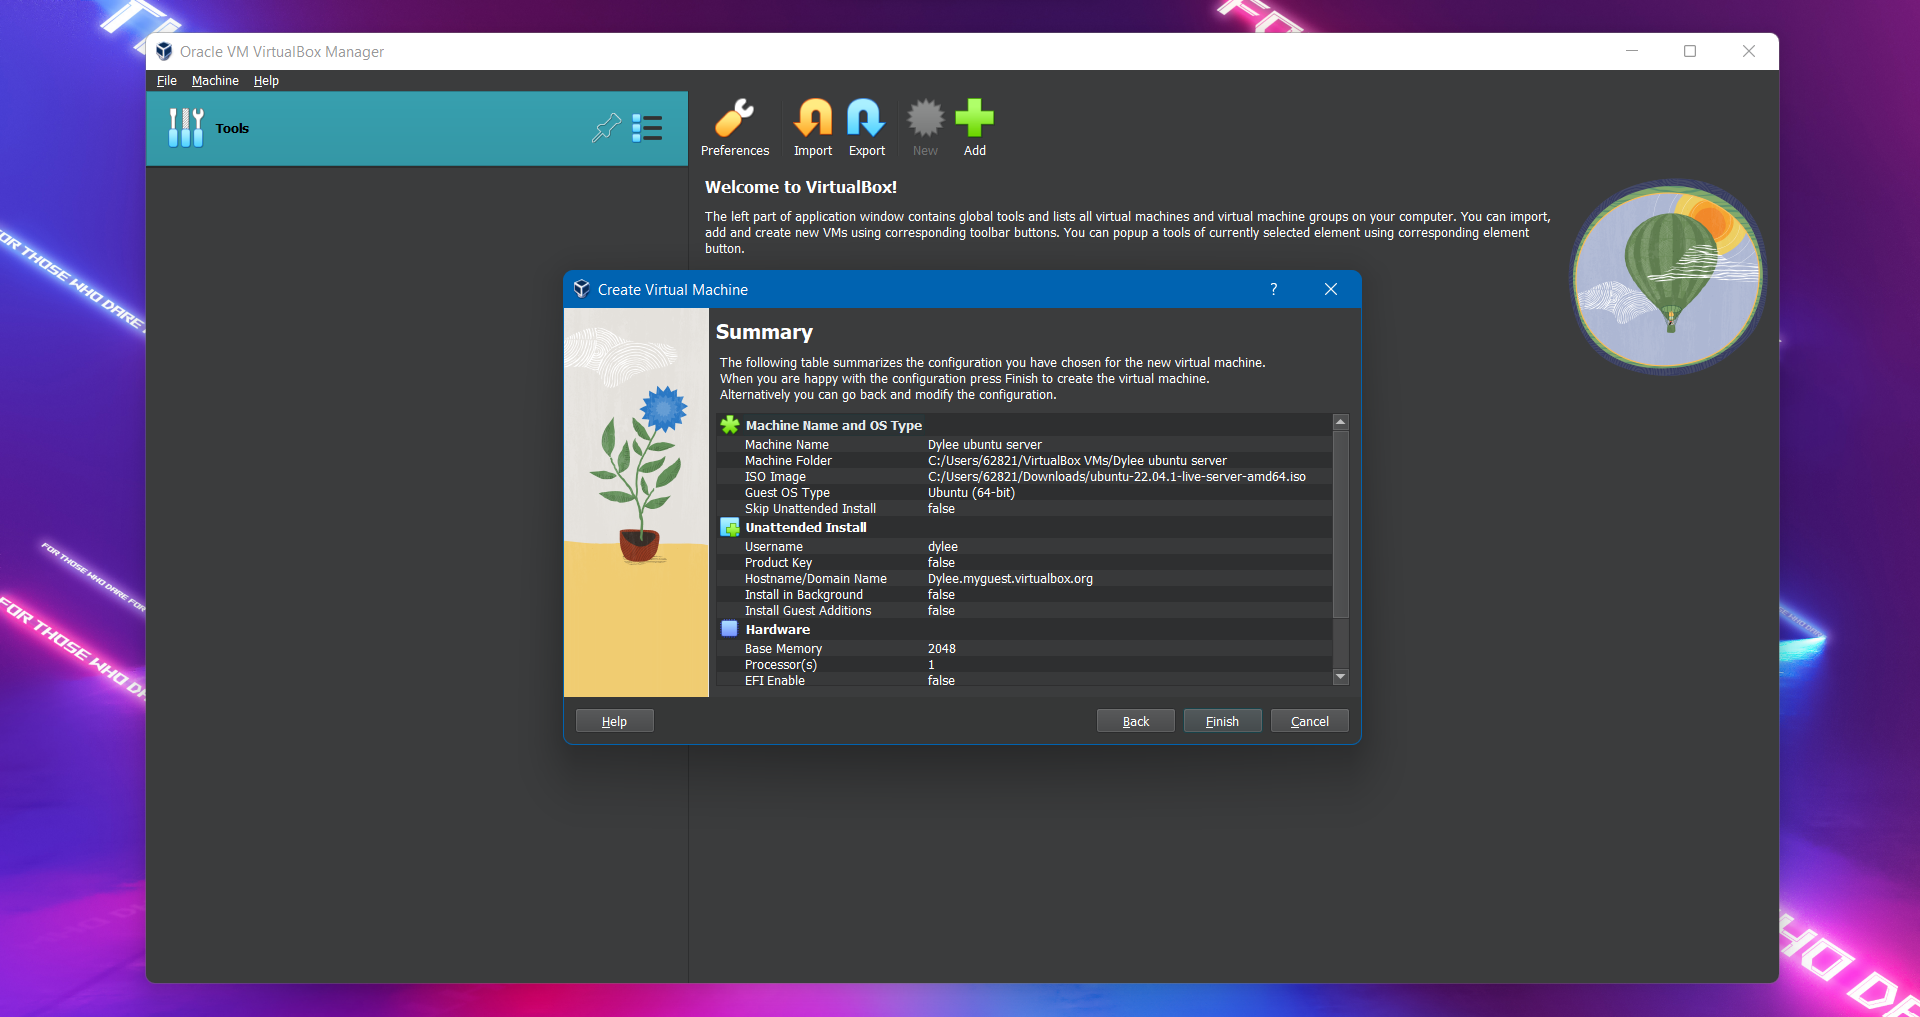 FOR THOSE WHO DARE
FOR THOSE WHO DARE FOR
FOR THOSE WHO DARE
Oracle VM VirtualBox Manager
File Machine Help
Tools
Preferences Import Export New Add
Welcome to VirtualBox!
The left part of application window contains global tools and lists all virtual machines and virtual machine groups on your computer. You can import,
add and create new VMs using corresponding toolbar buttons. You can popup a tools of currently selected element using corresponding element
button.
Create Virtual Machine ?
Summary
The following table summarizes the configuration you have chosen for the new virtual machine.
When you are happy with the configuration press Finish to create the virtual machine.
Alternatively you can go back and modify the configuration.
Machine Name and OS Type
Machine Name Dylee ubuntu server
Machine Folder C:/Users/62821/VirtualBox VMs/Dylee ubuntu server
ISO Image C:/Users/62821/Downloads/ubuntu-22.04.1-live-server-amd64.iso
Guest OS Type Ubuntu (64-bit)
Skip Unattended Install false
Unattended Install
Username dylee
Product Key false
Hostname/Domain Name Dylee.myguest.virtualbox.org
Install in Background false
Install Guest Additions false
Hardware
Base Memory 2048
Processor(s) 1
EFI Enable false
Help Back Finish Cancel